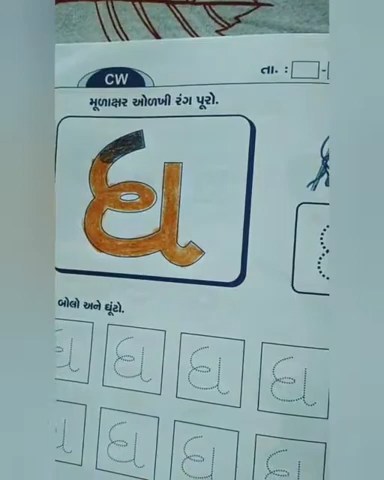 CW
તા. :
મૂળાક્ષર ઓળખી રંગ પૂરો.
ધ
બોલો અને ઘૂંટો.
ધ ધ ધ ધ
ધ ધ ધ